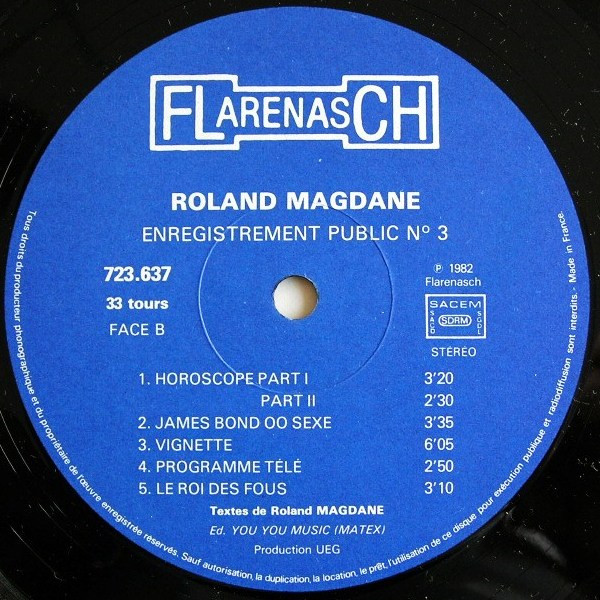 FLARENASCH
ROLAND MAGDANE
ENREGISTREMENT PUBLIC Nº 3
723.637
33 tours
FACE B
℗ 1982
Flarenasch
SACEM
SACD
SDRM
SGDL
STÉRÉO
1. HOROSCOPE PART I 3'20
PART II 2'30
2. JAMES BOND OO SEXE 3'35
3. VIGNETTE 6'05
4. PROGRAMME TÉLÉ 2'50
5. LE ROI DES FOUS 3'10
Textes de Roland MAGDANE
Ed. YOU YOU MUSIC (MATEX)
Production UEG
Tous droits du producteur phonographique et du propriétaire de l'œuvre enregistrée réservés. Sauf autorisation, la duplication, la location, le prêt, l'utilisation de ce disque pour exécution publique et radiodiffusion sont interdits.- Made in France.